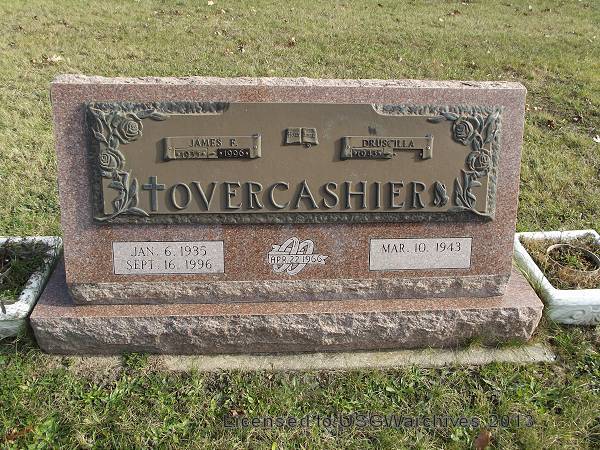 JAMES F.
1935 1996
DRUSCILLA
1943
OVERCASHIER
JAN. 6, 1935
SEPT. 16, 1996
APR. 22, 1966
MAR. 10, 1943
Licensed to USGWarchives 2013